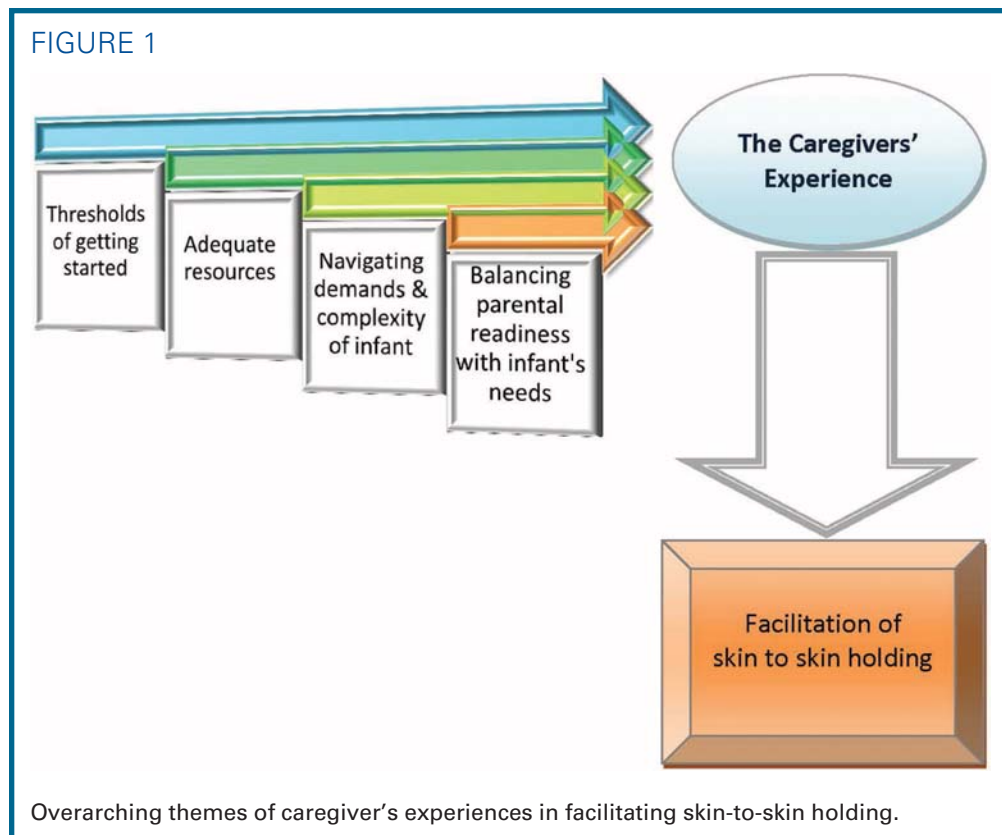 FIGURE 1
Thresholds
of getting
started
Adequate
resources
Navigating
demands &
complexity
of infant
Balancing
parental
readiness
with infant's
needs
The Caregivers'
Experience
Facilitation of
skin to skin holding
Overarching themes of caregiver's experiences in facilitating skin-to-skin holding.